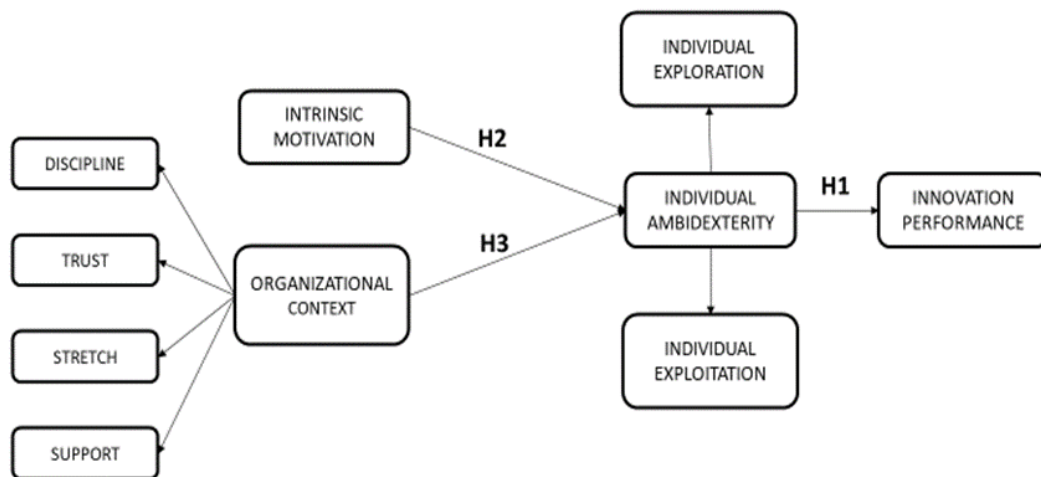 INDIVIDUAL
EXPLORATION
INTRINSIC
MOTIVATION
H2
DISCIPLINE
INDIVIDUAL
AMBIDEXTERITY
H1
INNOVATION
PERFORMANCE
TRUST
H3
ORGANIZATIONAL
CONTEXT
STRETCH
INDIVIDUAL
EXPLOITATION
SUPPORT